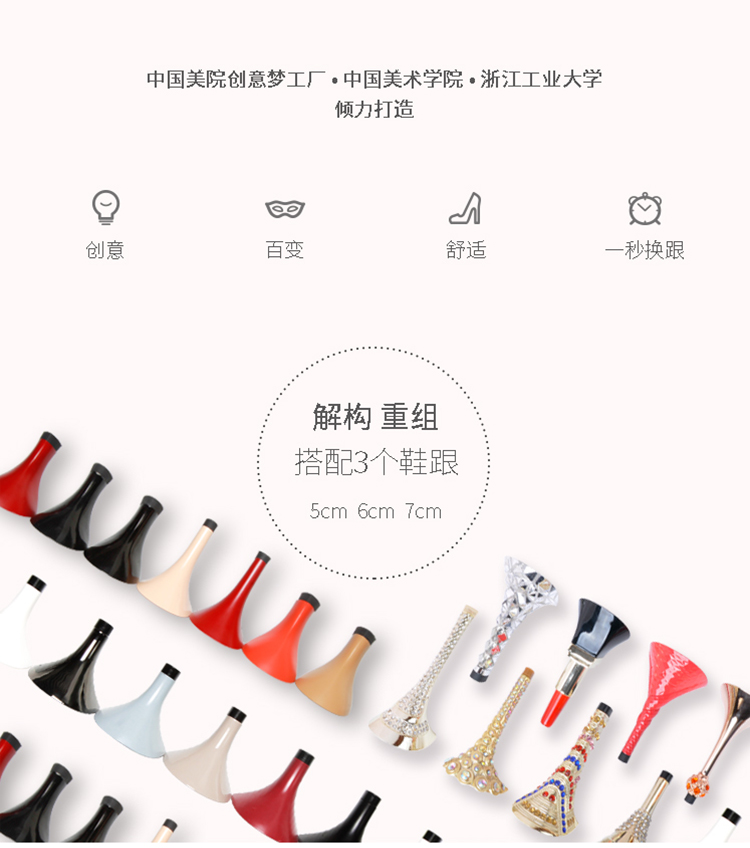 中国美院创意梦工厂•中国美术学院•浙江工业大学
倾力打造
创意 百变 舒适 一秒换跟
解构 重组
搭配3个鞋跟
5cm 6cm 7cm